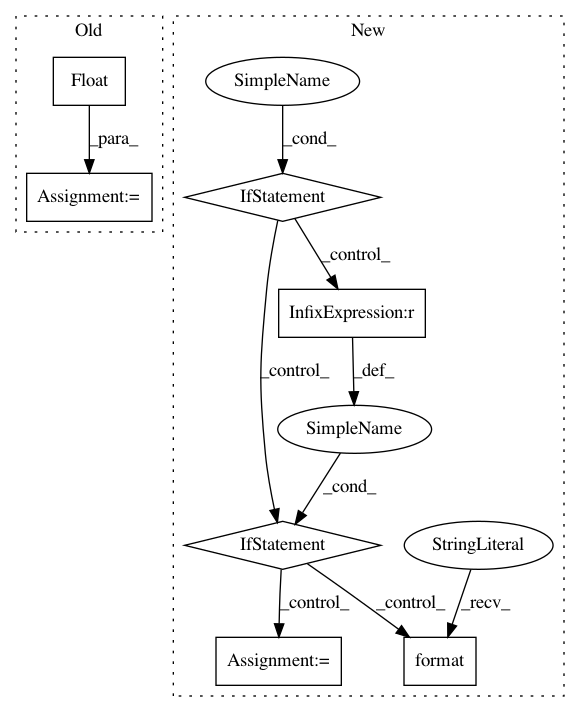 Old
New
Float
SimpleName
_para_
_cond_
Assignment:=
IfStatement
_control_
InfixExpression:r
_control_
_def_
SimpleName
_cond_
IfStatement
StringLiteral
_control_
_control_
_recv_
Assignment:=
format